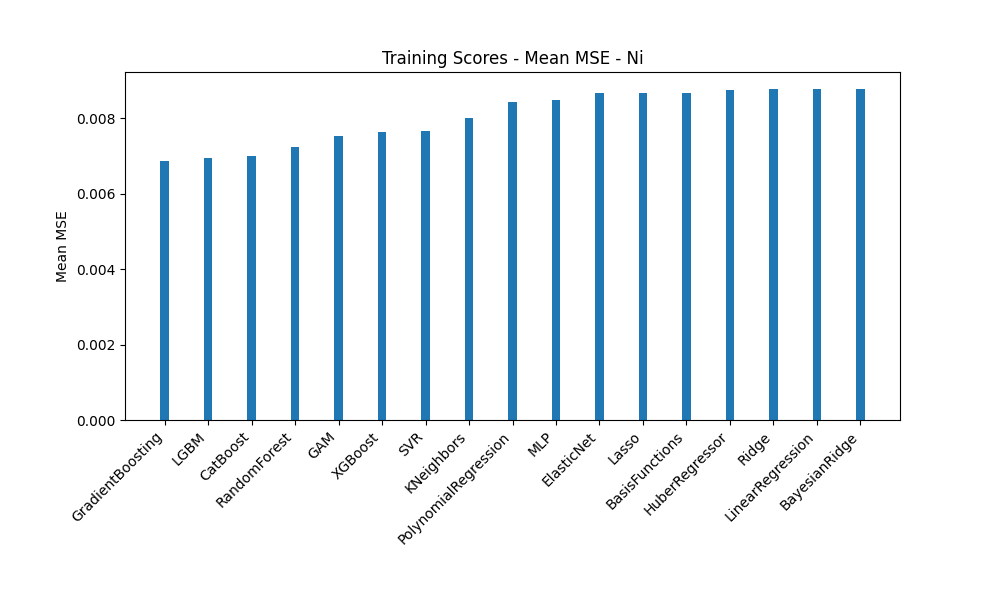 Training Scores - Mean MSE - Ni
Mean MSE
0.008
0.006
0.004
0.002
0.000
GradientBoosting
LGBM
CatBoost
RandomForest
GAM
XGBoost
SVR
KNeighbors
PolynomialRegression
MLP
ElasticNet
Lasso
BasisFunctions
HuberRegressor
Ridge
LinearRegression
BayesianRidge